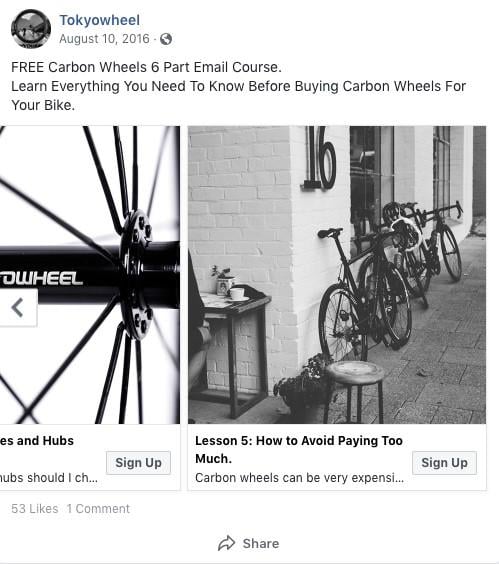 Tokyowheel
August 10, 2016 ·
FREE Carbon Wheels 6 Part Email Course.
Learn Everything You Need To Know Before Buying Carbon Wheels For
Your Bike.
OWHEEL
16
es and Hubs
hubs should I ch...
Sign Up
Lesson 5: How to Avoid Paying Too
Much.
Carbon wheels can be very expensi...
Sign Up
53 Likes 1 Comment
Share